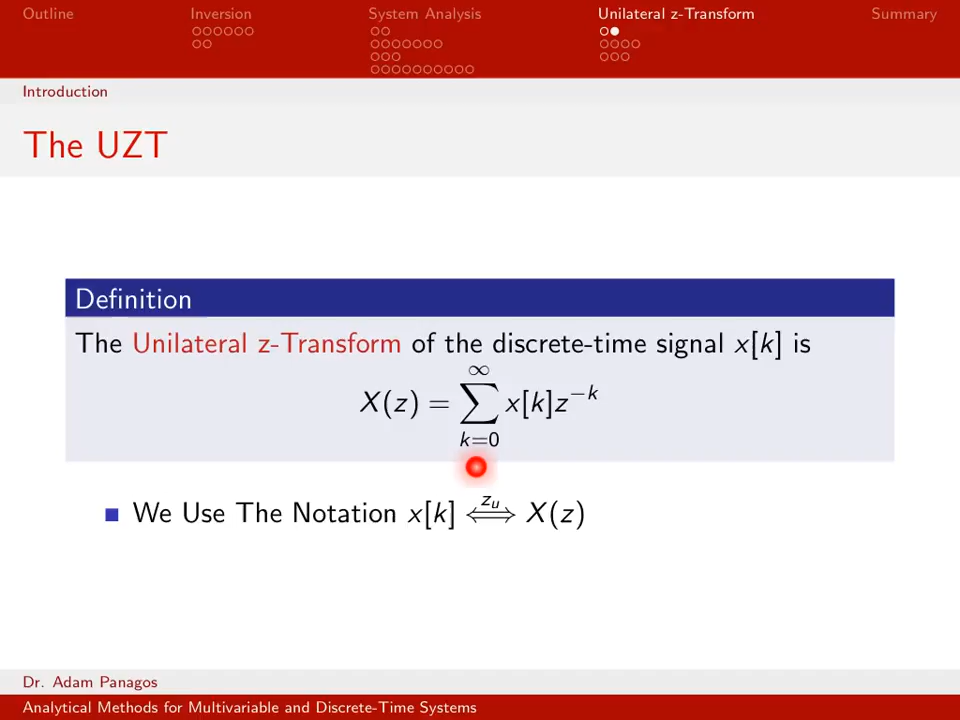 Outline Inversion System Analysis Unilateral z-Transform Summary
Introduction
The UZT
Definition
The Unilateral z-Transform of the discrete-time signal x[k] is
X(z) = ∑_{k=0}^{∞} x[k]z^{−k}
We Use The Notation x[k] ⟺^{z_u} X(z)
Dr. Adam Panagos
Analytical Methods for Multivariable and Discrete-Time Systems